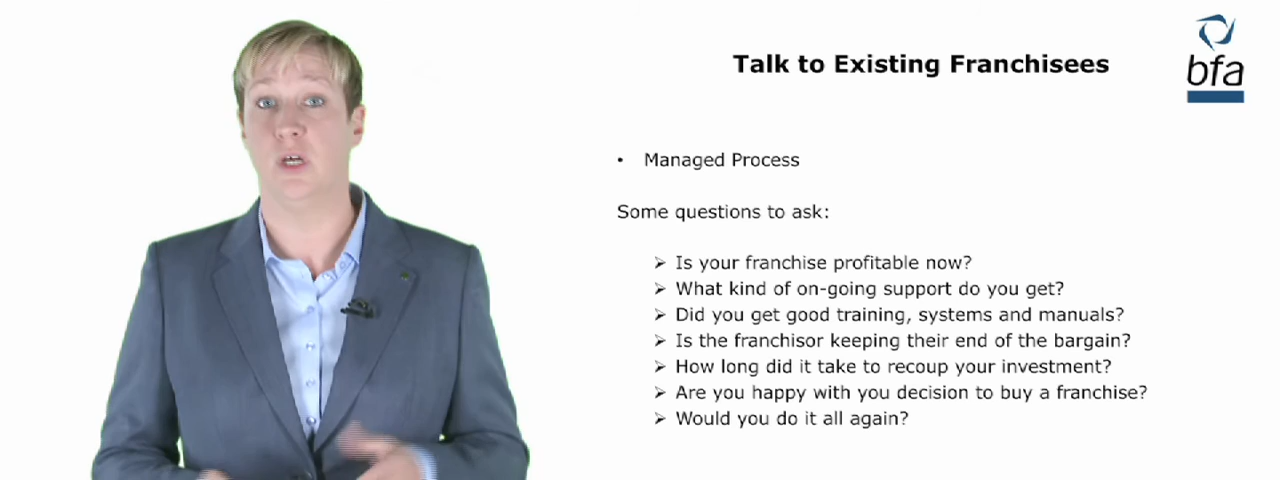 Talk to Existing Franchisees
bfa
• Managed Process
Some questions to ask:
➢ Is your franchise profitable now?
➢ What kind of on-going support do you get?
➢ Did you get good training, systems and manuals?
➢ Is the franchisor keeping their end of the bargain?
➢ How long did it take to recoup your investment?
➢ Are you happy with you decision to buy a franchise?
➢ Would you do it all again?